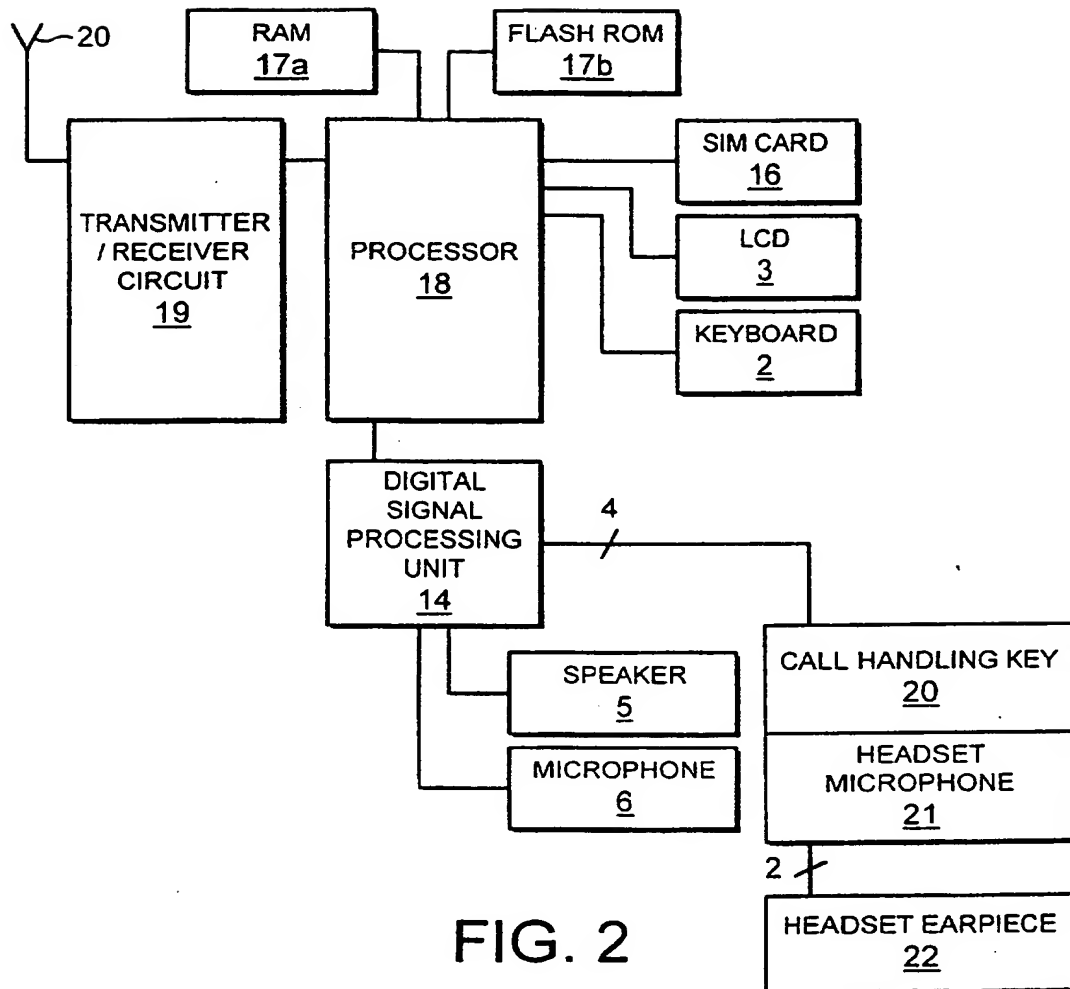 20
RAM
17a
FLASH ROM
17b
TRANSMITTER
/ RECEIVER
CIRCUIT
19
PROCESSOR
18
SIM CARD
16
LCD
3
KEYBOARD
2
DIGITAL
SIGNAL
PROCESSING
UNIT
14
4
SPEAKER
5
MICROPHONE
6
CALL HANDLING KEY
20
HEADSET
MICROPHONE
21
2
HEADSET EARPIECE
22
FIG. 2